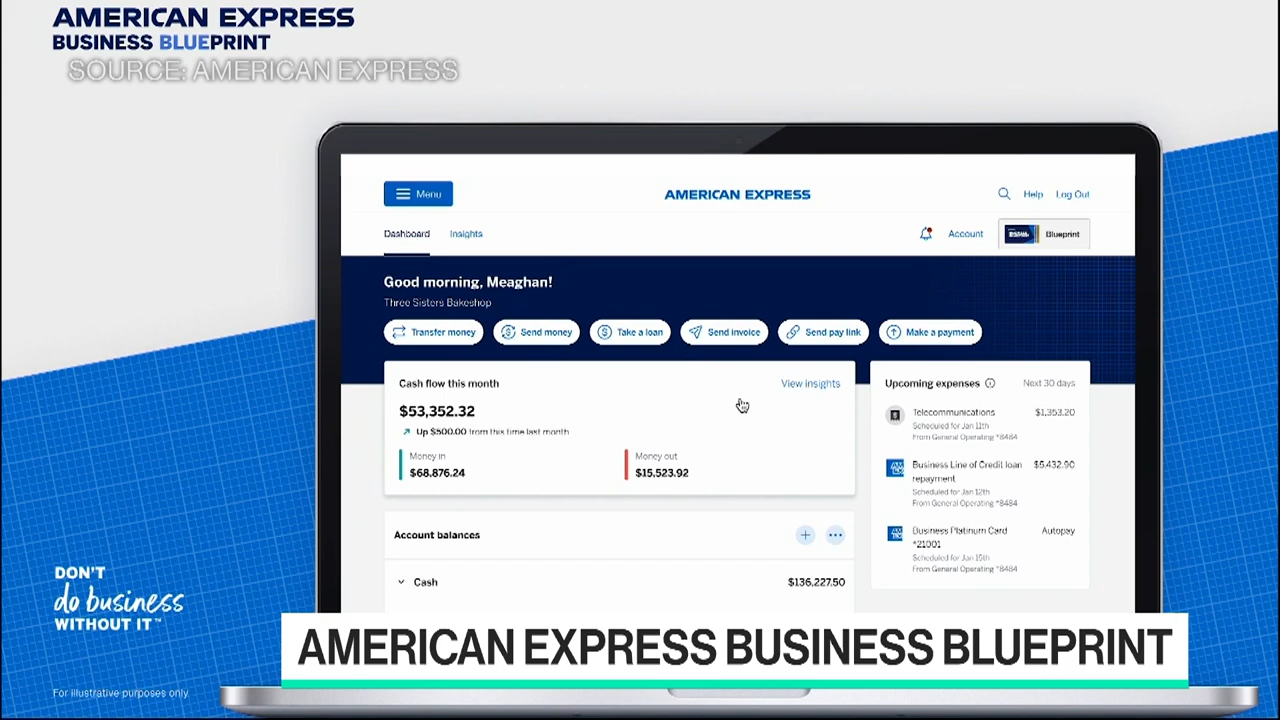 AMERICAN EXPRESS
BUSINESS BLUEPRINT
SOURCE: AMERICAN EXPRESS
Menu
AMERICAN EXPRESS
Help
Log Out
Dashboard
Insights
Account
Blueprint
Good morning, Meaghan!
Three Sisters Bakeshop
Transfer money
Send money
Take a loan
Send invoice
Send pay link
Make a payment
Cash flow this month
View insights
$53,352.32
Up $500.00 from this time last month
Money in
$68,876.24
Money out
$15,523.92
Account balances
Cash
$136,227.50
Upcoming expenses
Next 30 days
Telecommunications
$1,353.20
Scheduled for Jan 11th
From General Operating *8484
Business Line of Credit loan
repayment
$5,432.90
Scheduled for Jan 12th
From General Operating *8484
Business Platinum Card
*21001
Autopay
Scheduled for Jan 15th
From General Operating *8484
DON'T
do business
WITHOUT IT™
For illustrative purposes only
AMERICAN EXPRESS BUSINESS BLUEPRINT